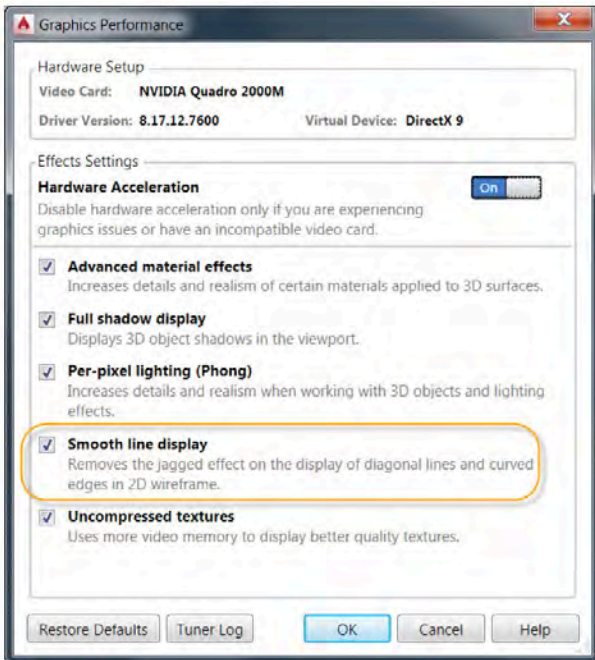 Graphics Performance
Hardware Setup
Video Card: NVIDIA Quadro 2000M
Driver Version: 8.17.12.7600 Virtual Device: DirectX 9
Effects Settings
Hardware Acceleration On
Disable hardware acceleration only if you are experiencing
graphics issues or have an incompatible video card.
Advanced material effects
Increases details and realism of certain materials applied to 3D surfaces.
Full shadow display
Displays 3D object shadows in the viewport.
Per-pixel lighting (Phong)
Increases details and realism when working with 3D objects and lighting
effects.
Smooth line display
Removes the jagged effect on the display of diagonal lines and curved
edges in 2D wireframe.
Uncompressed textures
Uses more video memory to display better quality textures.
Restore Defaults Tuner Log OK Cancel Help